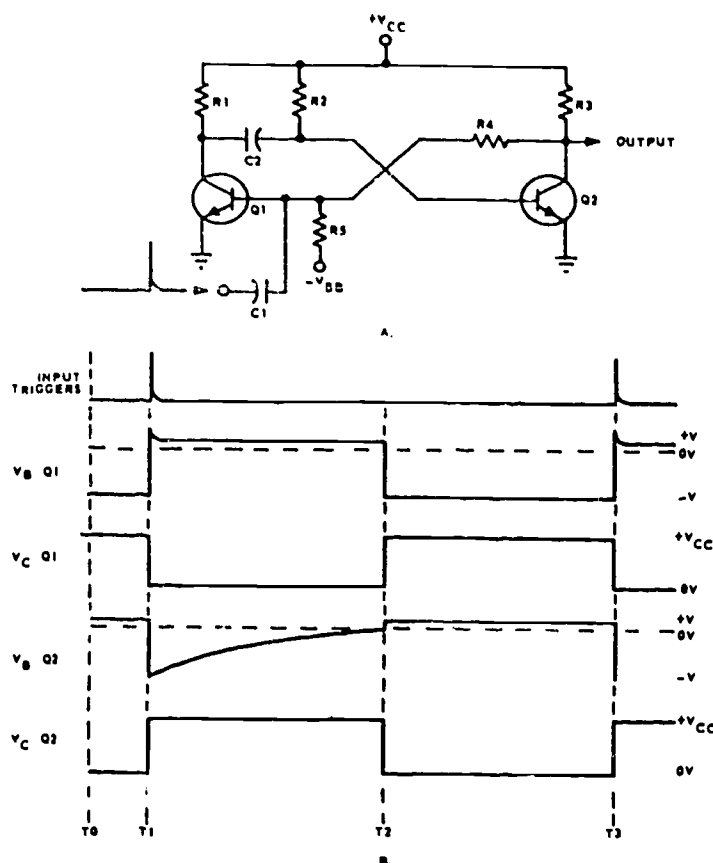 +VCC
R1
R2
R3
R4
OUTPUT
C2
Q1
Q2
R5
-VBB
C1
A.
INPUT
TRIGGERS
+V
0V
VB Q1
-V
VC Q1
+VCC
0V
+V
0V
VB Q2
-V
VC Q2
+VCC
0V
T0
T1
T2
T3
B